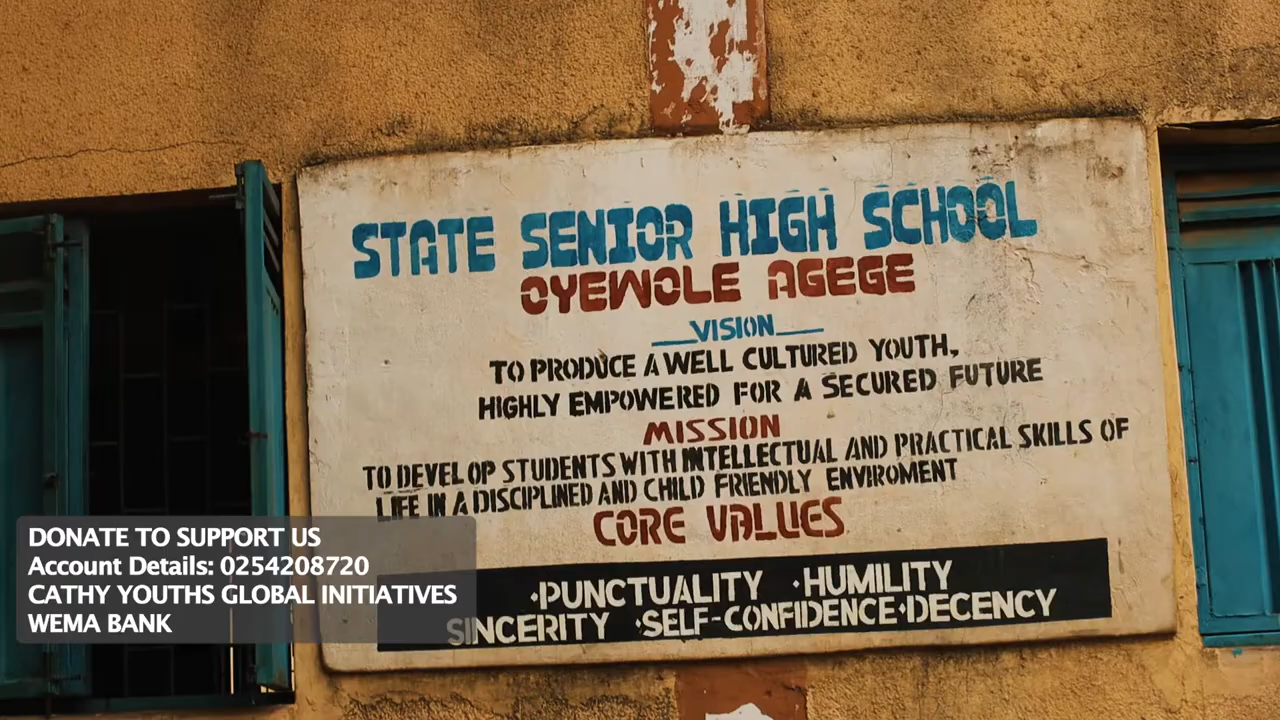 STATE SENIOR HIGH SCHOOL
OYEWOLE AGEGE
VISION
TO PRODUCE A WELL CULTURED YOUTH,
HIGHLY EMPOWERED FOR A SECURED FUTURE
MISSION
TO DEVELOP STUDENTS WITH INTELLECTUAL AND PRACTICAL SKILLS OF
LIFE IN A DISCIPLINED AND CHILD FRIENDLY ENVIROMENT
CORE VALUES
•PUNCTUALITY •HUMILITY
SINCERITY •SELF-CONFIDENCE•DECENCY
DONATE TO SUPPORT US
Account Details: 0254208720
CATHY YOUTHS GLOBAL INITIATIVES
WEMA BANK